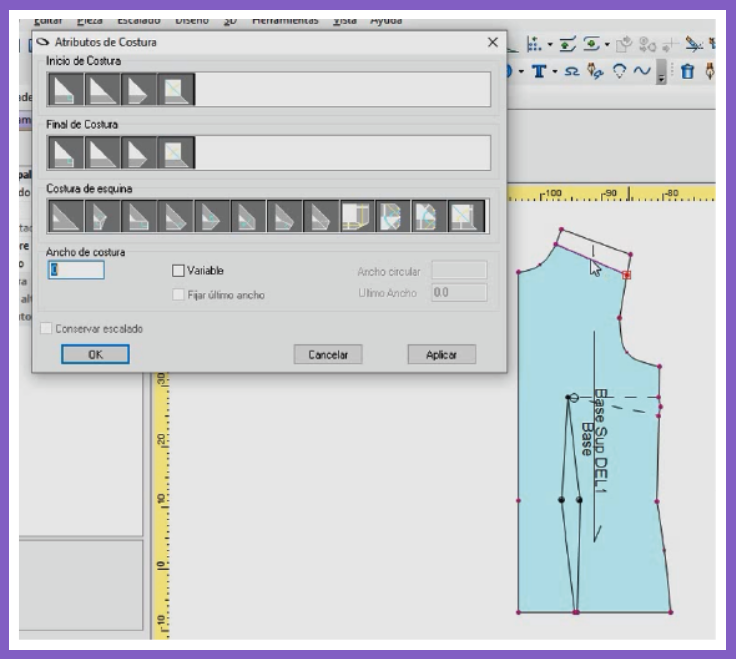 Editar Pieza Escalado Diseño 3D Herramientas Vista Ayuda
Atributos de Costura
Inicio de Costura
Final de Costura
Costura de esquina
Ancho de costura
0
Variable
Fijar último ancho
Ancho circular
Ultimo Ancho
0.0
Conservar escalado
OK
Cancelar
Aplicar
-100
-90
-80
30
20
10
0
-10
Base Sup DEL1
Base